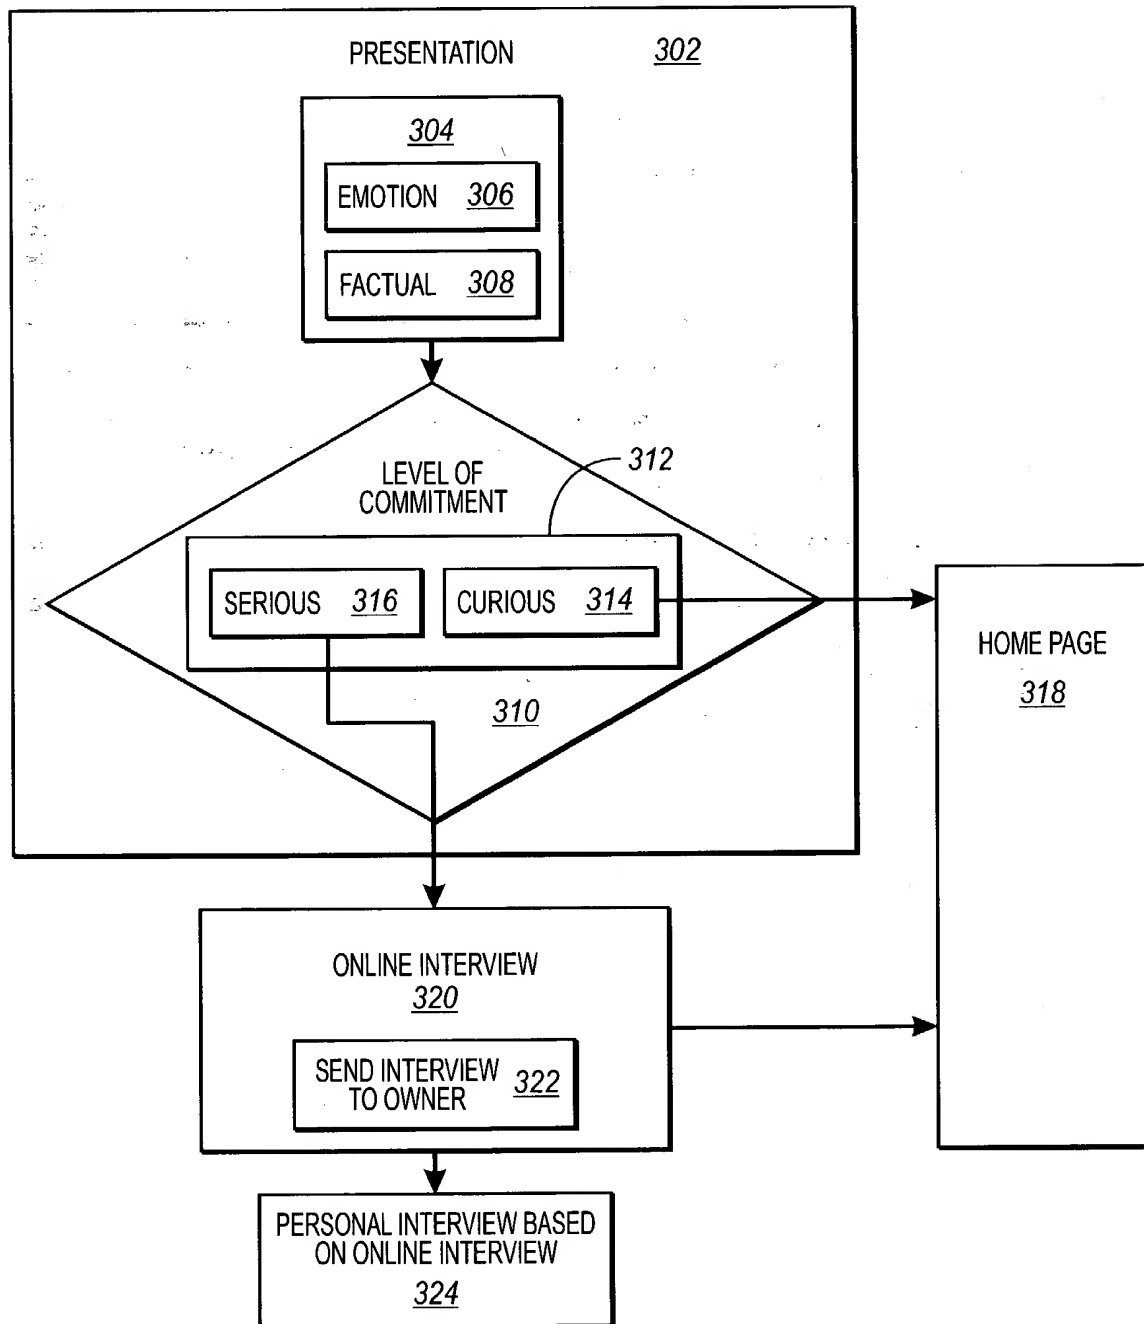 PRESENTATION 302
304
EMOTION 306
FACTUAL 308
312
LEVEL OF
COMMITMENT
SERIOUS 316 CURIOUS 314
310
HOME PAGE
318
ONLINE INTERVIEW
320
SEND INTERVIEW
TO OWNER 322
PERSONAL INTERVIEW BASED
ON ONLINE INTERVIEW
324